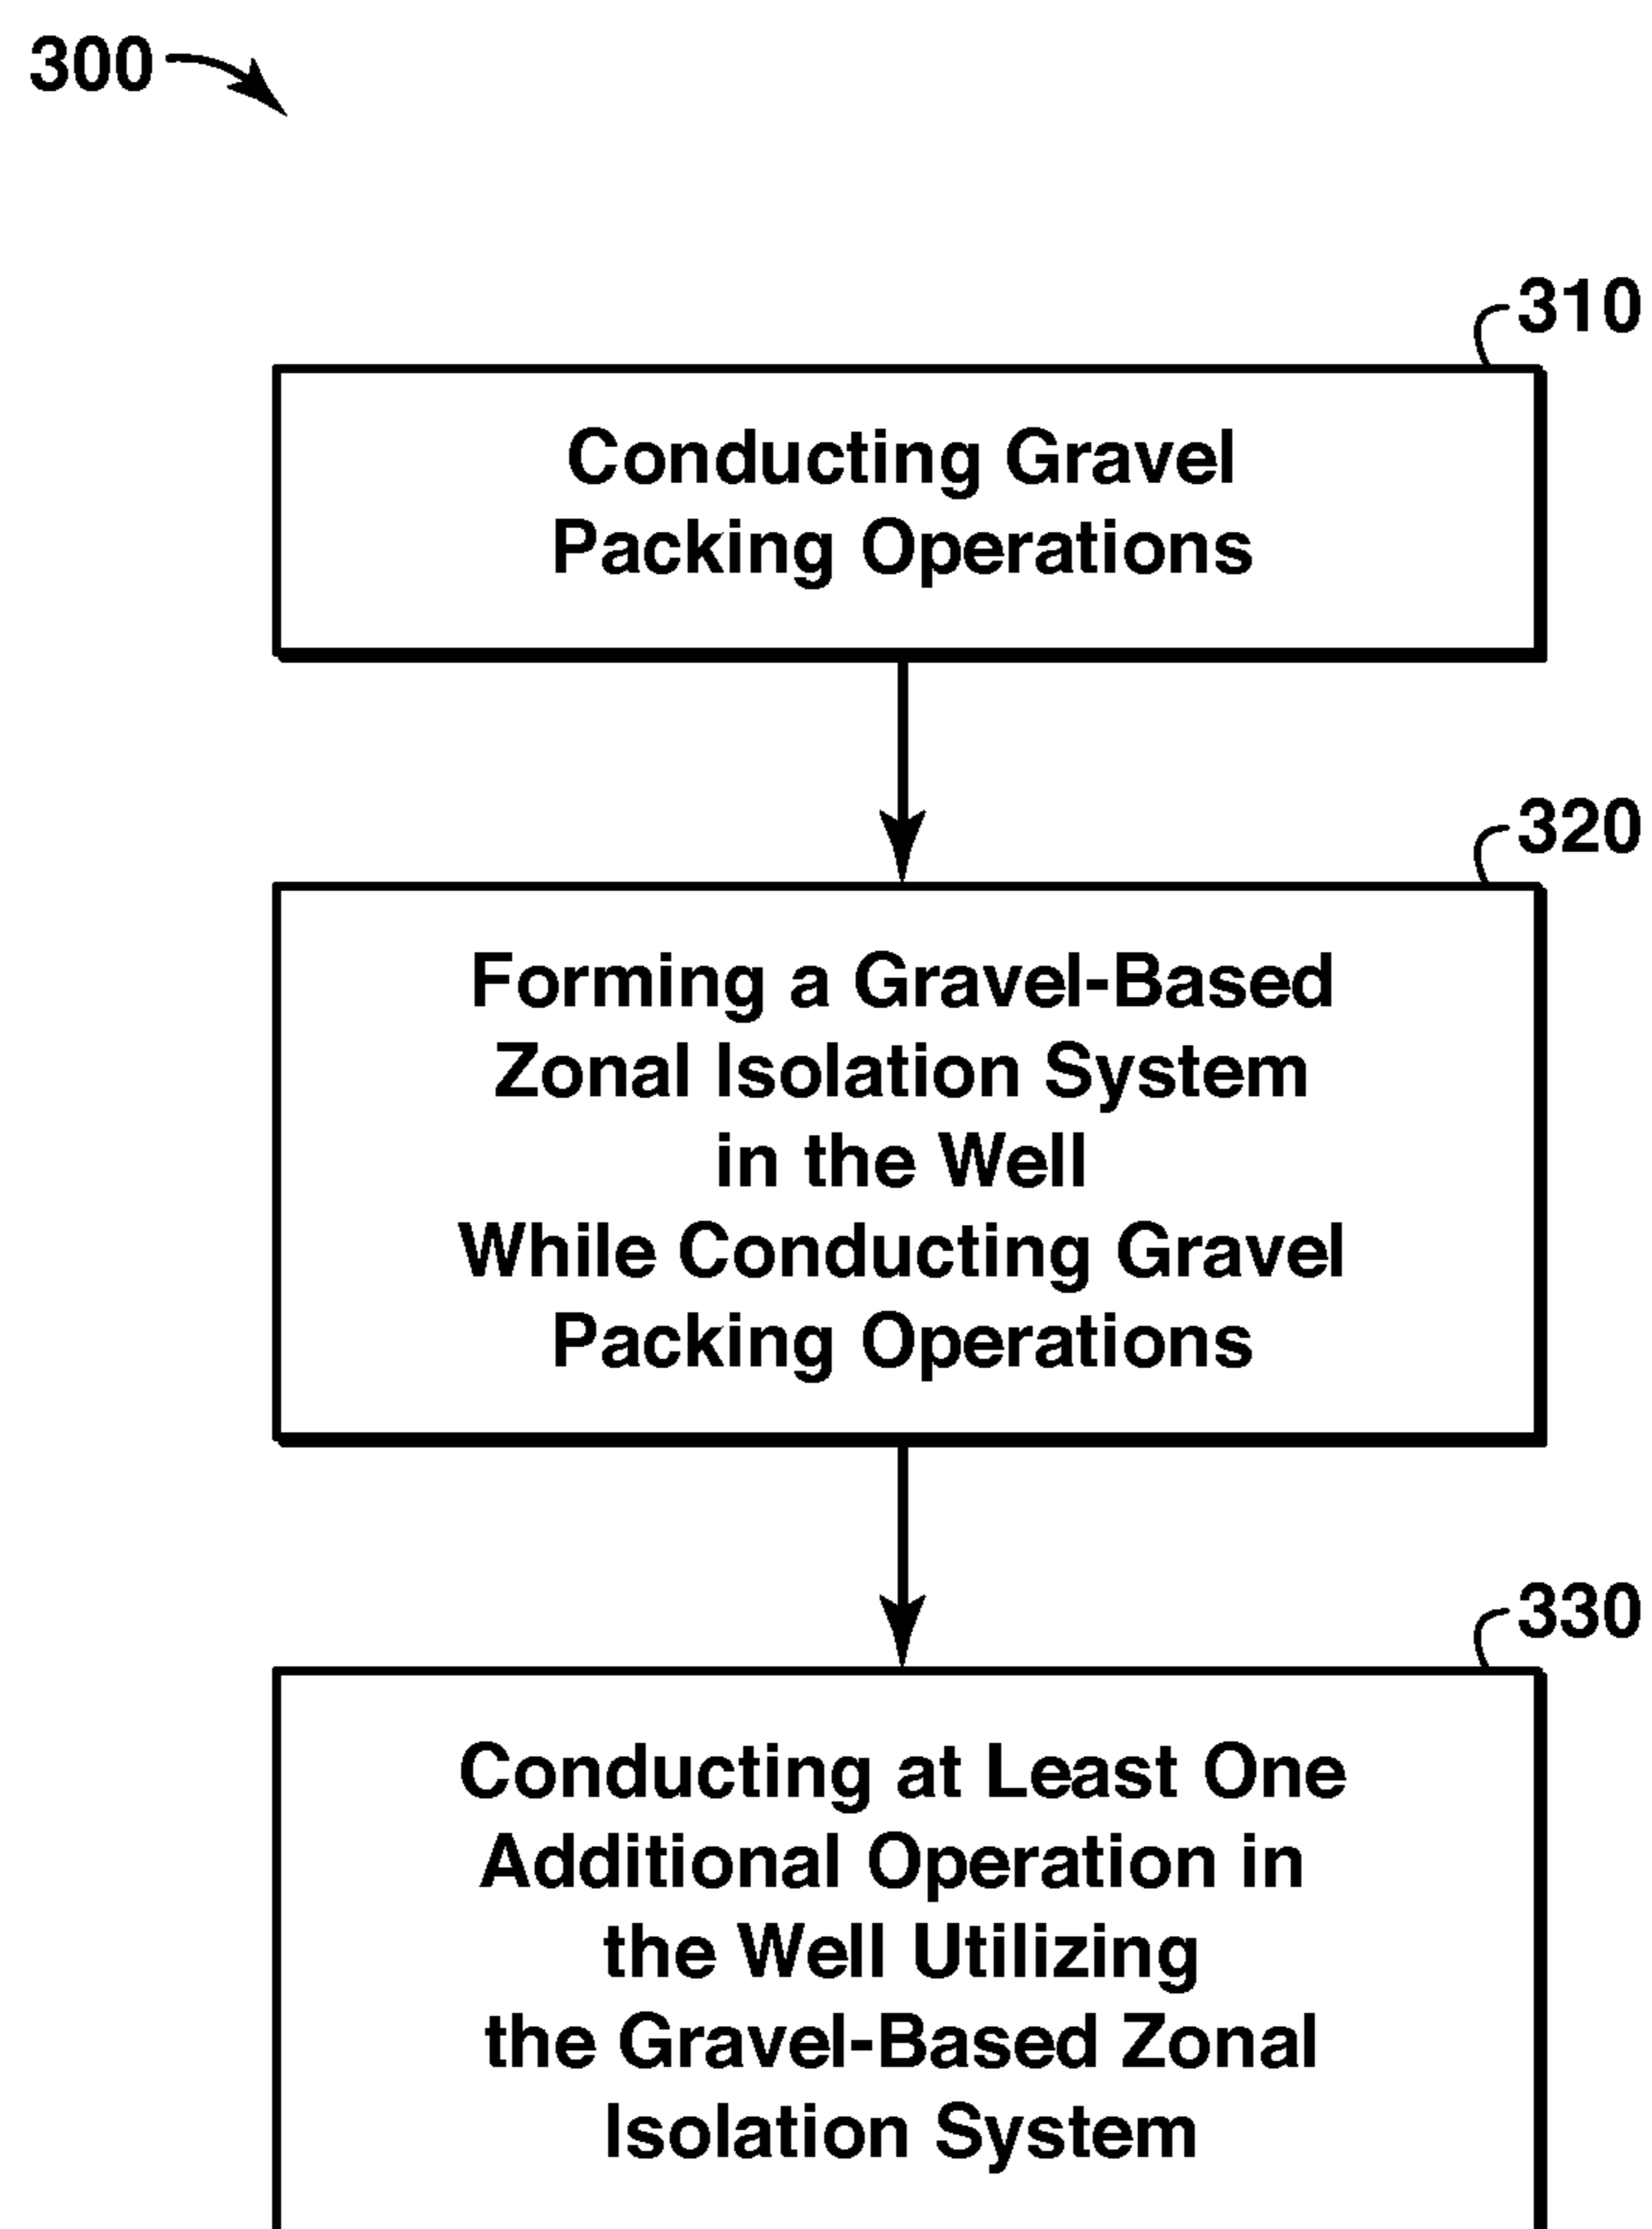 300
310
Conducting Gravel
Packing Operations
320
Forming a Gravel-Based
Zonal Isolation System
in the Well
While Conducting Gravel
Packing Operations
330
Conducting at Least One
Additional Operation in
the Well Utilizing
the Gravel-Based Zonal
Isolation System